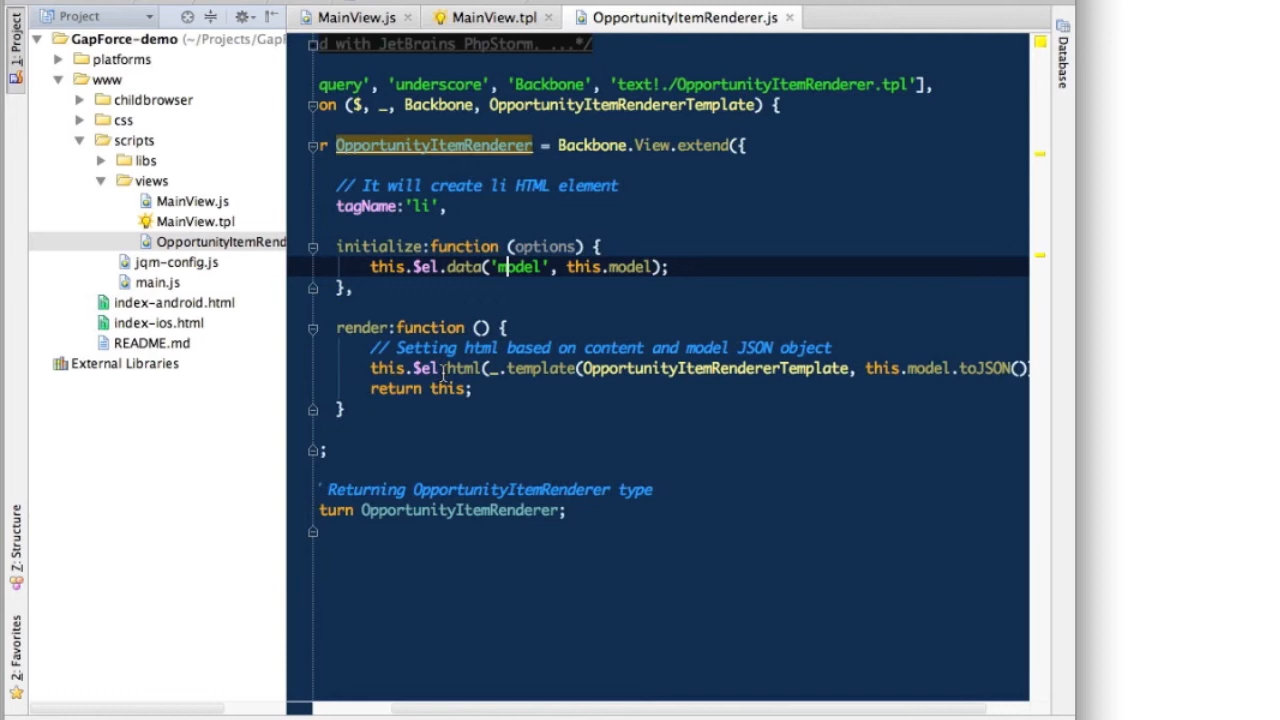 Project
MainView.js
MainView.tpl
OpportunityItemRenderer.js
1: Project
GapForce-demo (~/Projects/GapF
platforms
www
childbrowser
css
scripts
libs
views
MainView.js
MainView.tpl
OpportunityItemRend
jqm-config.js
main.js
index-android.html
index-ios.html
README.md
External Libraries
Z: Structure
2: Favorites
d with JetBrains PhpStorm. ...*/
query', 'underscore', 'Backbone', 'text!./OpportunityItemRenderer.tpl'],
on ($, _, Backbone, OpportunityItemRendererTemplate) {
r OpportunityItemRenderer = Backbone.View.extend({
// It will create li HTML element
tagName:'li',
initialize:function (options) {
this.$el.data('model', this.model);
},
render:function () {
// Setting html based on content and model JSON object
this.$el.html(_.template(OpportunityItemRendererTemplate, this.model.toJSON()
return this;
}
;
' Returning OpportunityItemRenderer type
turn OpportunityItemRenderer;
Database